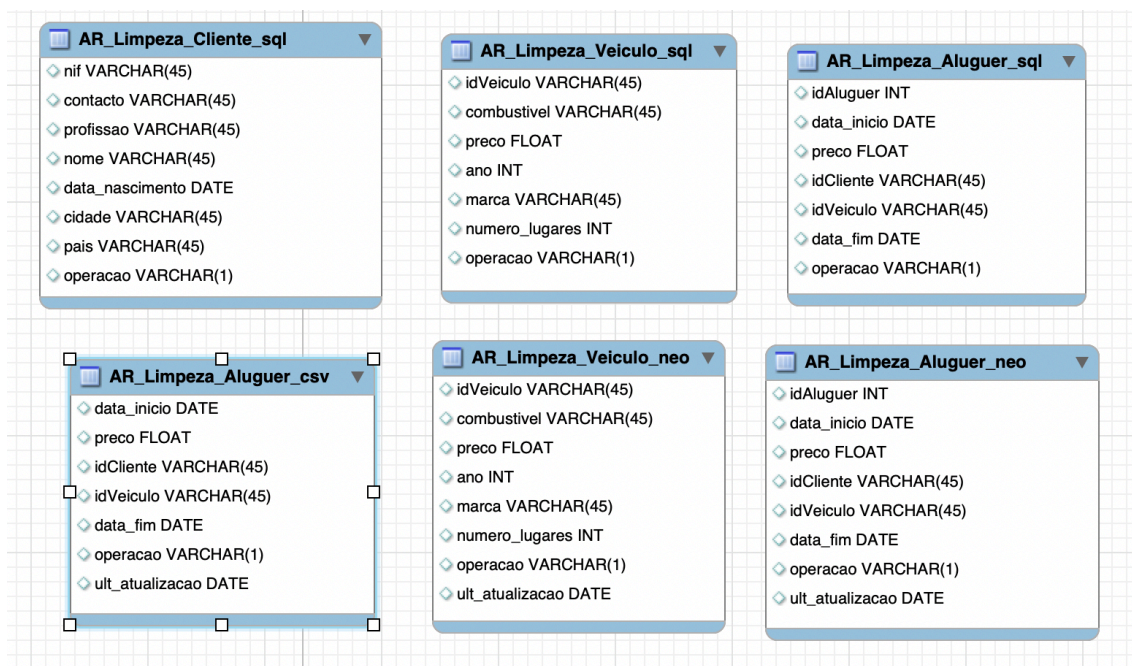 AR_Limpeza_Cliente_sql
nif VARCHAR(45)
contacto VARCHAR(45)
profissao VARCHAR(45)
nome VARCHAR(45)
data_nascimento DATE
cidade VARCHAR(45)
pais VARCHAR(45)
operacao VARCHAR(1)
AR_Limpeza_Veiculo_sql
idVeiculo VARCHAR(45)
combustivel VARCHAR(45)
preco FLOAT
ano INT
marca VARCHAR(45)
numero_lugares INT
operacao VARCHAR(1)
AR_Limpeza_Aluguer_sql
idAluguer INT
data_inicio DATE
preco FLOAT
idCliente VARCHAR(45)
idVeiculo VARCHAR(45)
data_fim DATE
operacao VARCHAR(1)
AR_Limpeza_Aluguer_csv
data_inicio DATE
preco FLOAT
idCliente VARCHAR(45)
idVeiculo VARCHAR(45)
data_fim DATE
operacao VARCHAR(1)
ult_atualizacao DATE
AR_Limpeza_Veiculo_neo
idVeiculo VARCHAR(45)
combustivel VARCHAR(45)
preco FLOAT
ano INT
marca VARCHAR(45)
numero_lugares INT
operacao VARCHAR(1)
ult_atualizacao DATE
AR_Limpeza_Aluguer_neo
idAluguer INT
data_inicio DATE
preco FLOAT
idCliente VARCHAR(45)
idVeiculo VARCHAR(45)
data_fim DATE
operacao VARCHAR(1)
ult_atualizacao DATE